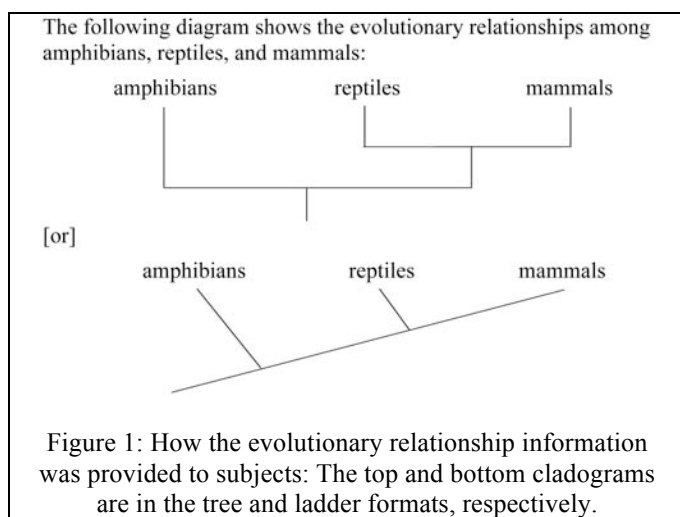 The following diagram shows the evolutionary relationships among
amphibians, reptiles, and mammals:
amphibians reptiles mammals
[or]
amphibians reptiles mammals
Figure 1: How the evolutionary relationship information
was provided to subjects: The top and bottom cladograms
are in the tree and ladder formats, respectively.